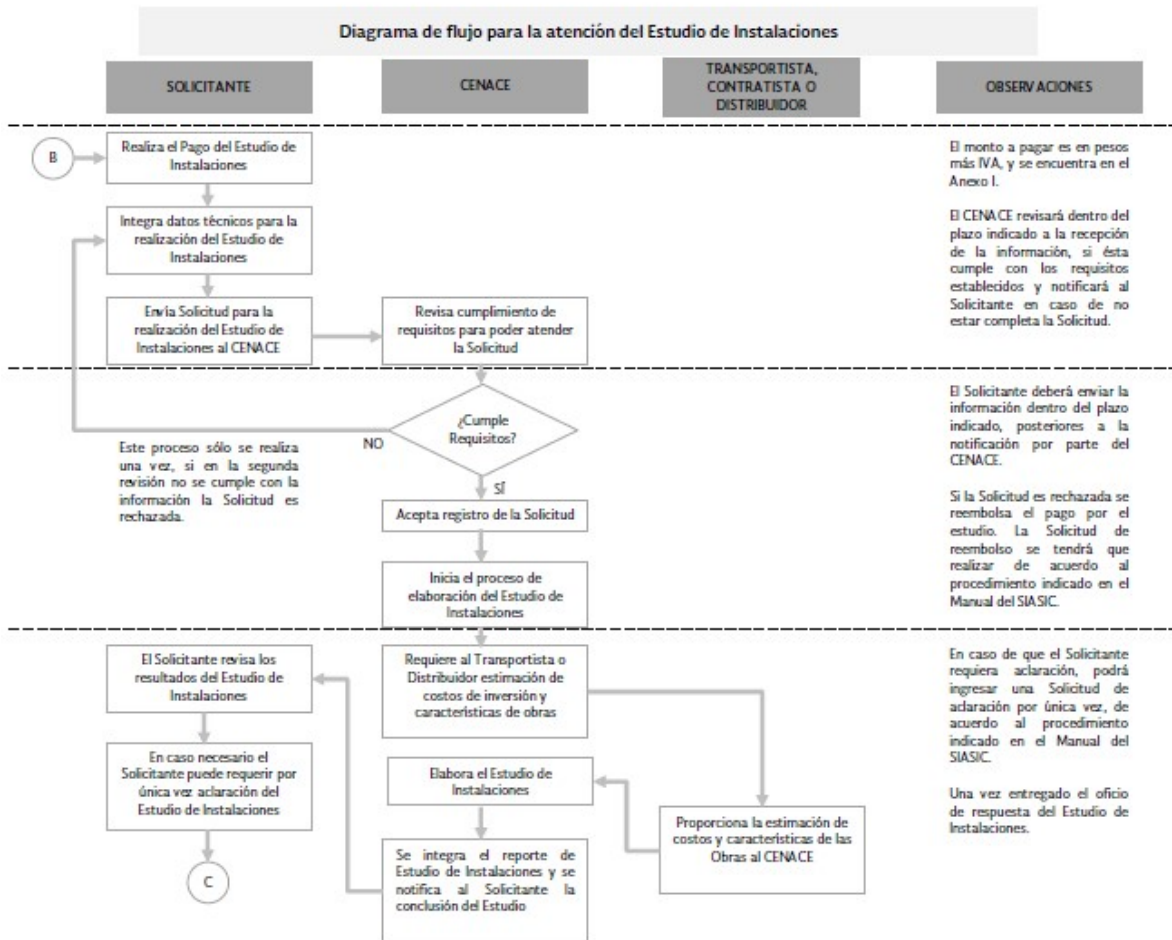 Diagrama de flujo para la atención del Estudio de Instalaciones
SOLICITANTE
CENACE
TRANSPORTISTA,
CONTRATISTA O
DISTRIBUIDOR
OBSERVACIONES
B
Realiza el Pago del Estudio de
Instalaciones
El monto a pagar es en pesos
más IVA, y se encuentra en el
Anexo I.
Integra datos técnicos para la
realización del Estudio de
Instalaciones
El CENACE revisará dentro del
plazo indicado a la recepción
de la información, si ésta
cumple con los requisitos
establecidos y notificará al
Solicitante en caso de no
estar completa la Solicitud.
Envía Solicitud para la
realización del Estudio de
Instalaciones al CENACE
Revisa cumplimiento de
requisitos para poder atender
la Solicitud
¿Cumple
Requisitos?
NO
SÍ
Este proceso sólo se realiza
una vez, si en la segunda
revisión no se cumple con la
información la Solicitud es
rechazada.
El Solicitante deberá enviar la
información dentro del plazo
indicado, posteriores a la
notificación por parte del
CENACE.
Acepta registro de la Solicitud
Si la Solicitud es rechazada se
reembolsa el pago por el
estudio. La Solicitud de
reembolso se tendrá que
realizar de acuerdo al
procedimiento indicado en el
Manual del SIASIC.
Inicia el proceso de
elaboración del Estudio de
Instalaciones
El Solicitante revisa los
resultados del Estudio de
Instalaciones
Requiere al Transportista o
Distribuidor estimación de
costos de inversión y
características de obras
En caso de que el Solicitante
requiera aclaración, podrá
ingresar una Solicitud de
aclaración por única vez, de
acuerdo al procedimiento
indicado en el Manual del
SIASIC.
En caso necesario el
Solicitante puede requerir por
única vez aclaración del
Estudio de Instalaciones
Elabora el Estudio de
Instalaciones
Una vez entregado el oficio
de respuesta del Estudio de
Instalaciones.
Proporciona la estimación de
costos y características de las
Obras al CENACE
Se integra el reporte de
Estudio de Instalaciones y se
notifica al Solicitante la
conclusión del Estudio
C